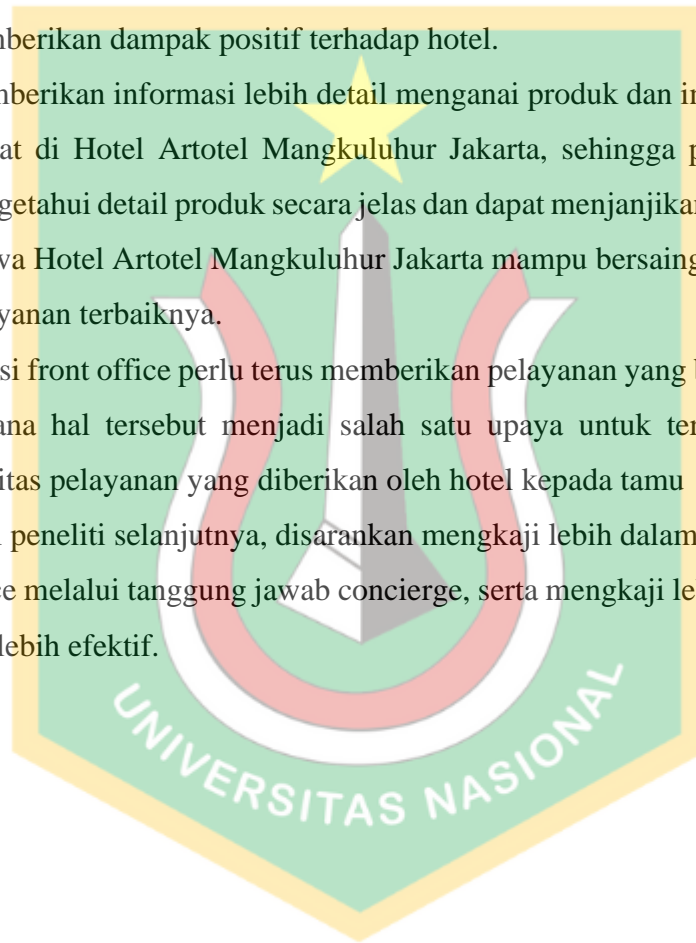 nberikan dampak positif terhadap hotel.
nberikan informasi lebih detail menganai produk dan in
at di Hotel Artotel Mangkuluhur Jakarta, sehingga p
getahui detail produk secara jelas dan dapat menjanjikan
va Hotel Artotel Mangkuluhur Jakarta mampu bersaing
yanan terbaiknya.
si front office perlu terus memberikan pelayanan yang b
ana hal tersebut menjadi salah satu upaya untuk ter
litas pelayanan yang diberikan oleh hotel kepada tamu
i peneliti selanjutnya, disarankan mengkaji lebih dalam
ce melalui tanggung jawab concierge, serta mengkaji le
lebih efektif.
UNIVERSITAS NASIONAL